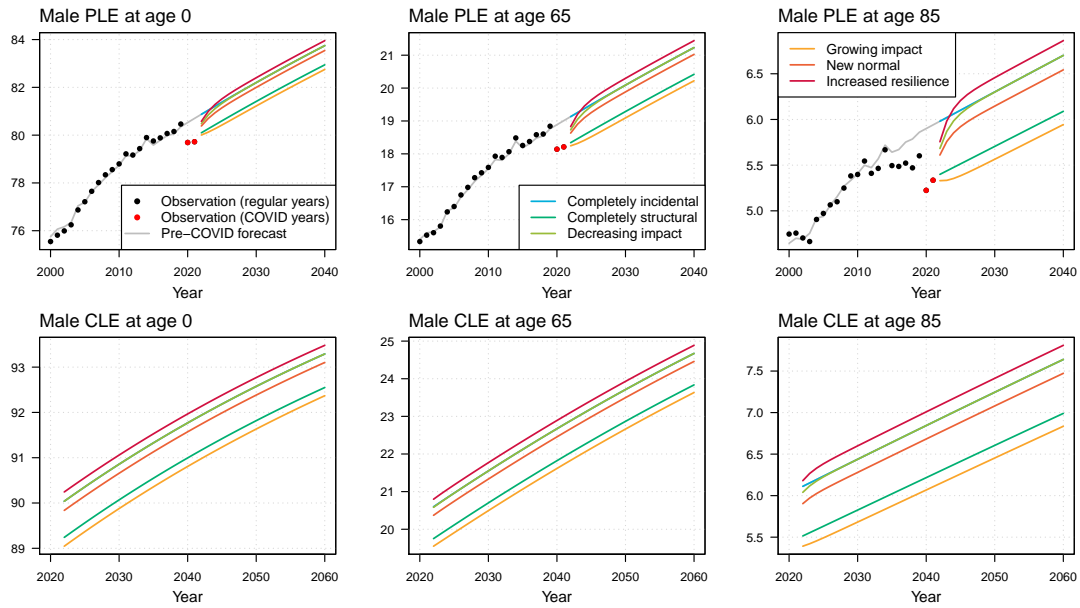 Male PLE at age 0
84
82
80
78
76
2000
2010
2020
2030
2040
Year
Observation (regular years)
Observation (COVID years)
Pre−COVID forecast
Male PLE at age 65
21
20
19
18
17
16
2000
2010
2020
2030
2040
Year
Completely incidental
Completely structural
Decreasing impact
Male PLE at age 85
6.5
6.0
5.5
5.0
2000
2010
2020
2030
2040
Year
Growing impact
New normal
Increased resilience
Male CLE at age 0
93
92
91
90
89
2020
2030
2040
2050
2060
Year
Male CLE at age 65
25
24
23
22
21
20
2020
2030
2040
2050
2060
Year
Male CLE at age 85
7.5
7.0
6.5
6.0
5.5
2020
2030
2040
2050
2060
Year